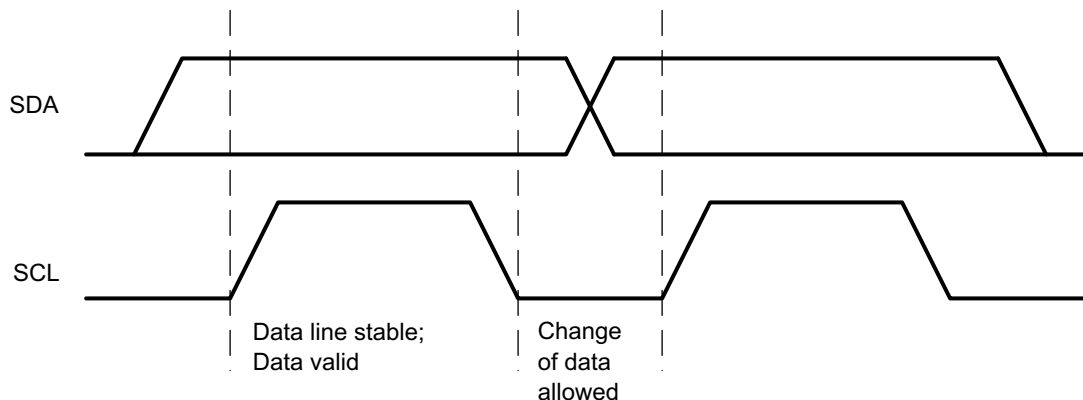 SDA
SCL
Data line stable;
Data valid
Change
of data
allowed